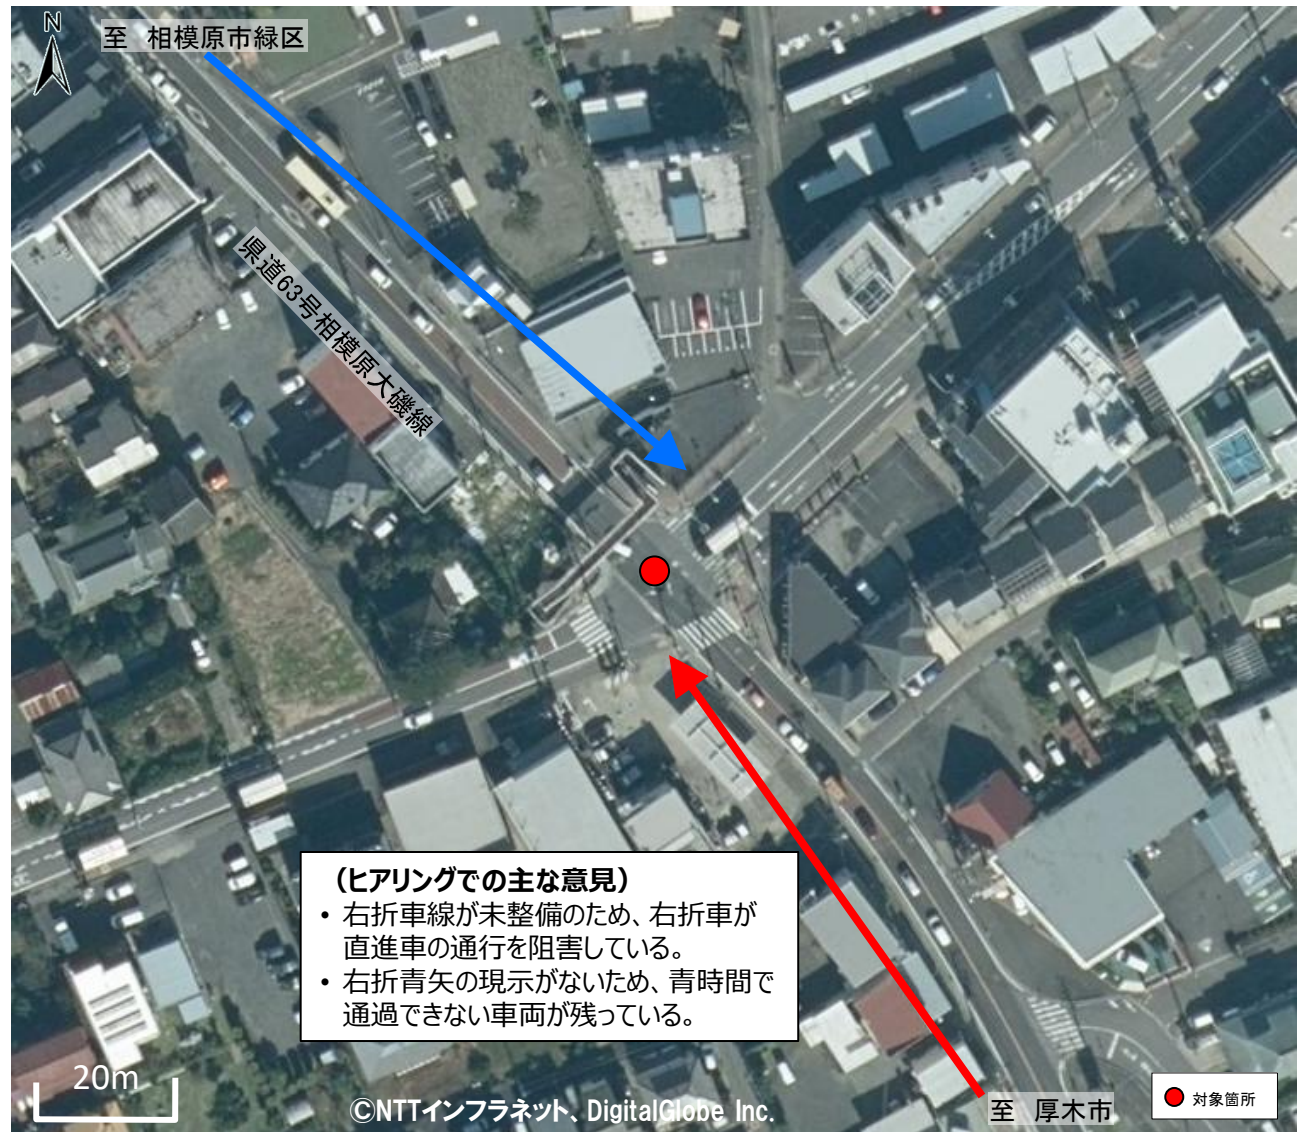 N
至 相模原市緑区
県道63号相模原大磯線
（ヒアリングでの主な意見）
• 右折車線が未整備のため、右折車が
直進車の通行を阻害している。
• 右折青矢の現示がないため、青時間で
通過できない車両が残っている。
20m
©NTTインフラネット、DigitalGlobe Inc.
至 厚木市
対象箇所